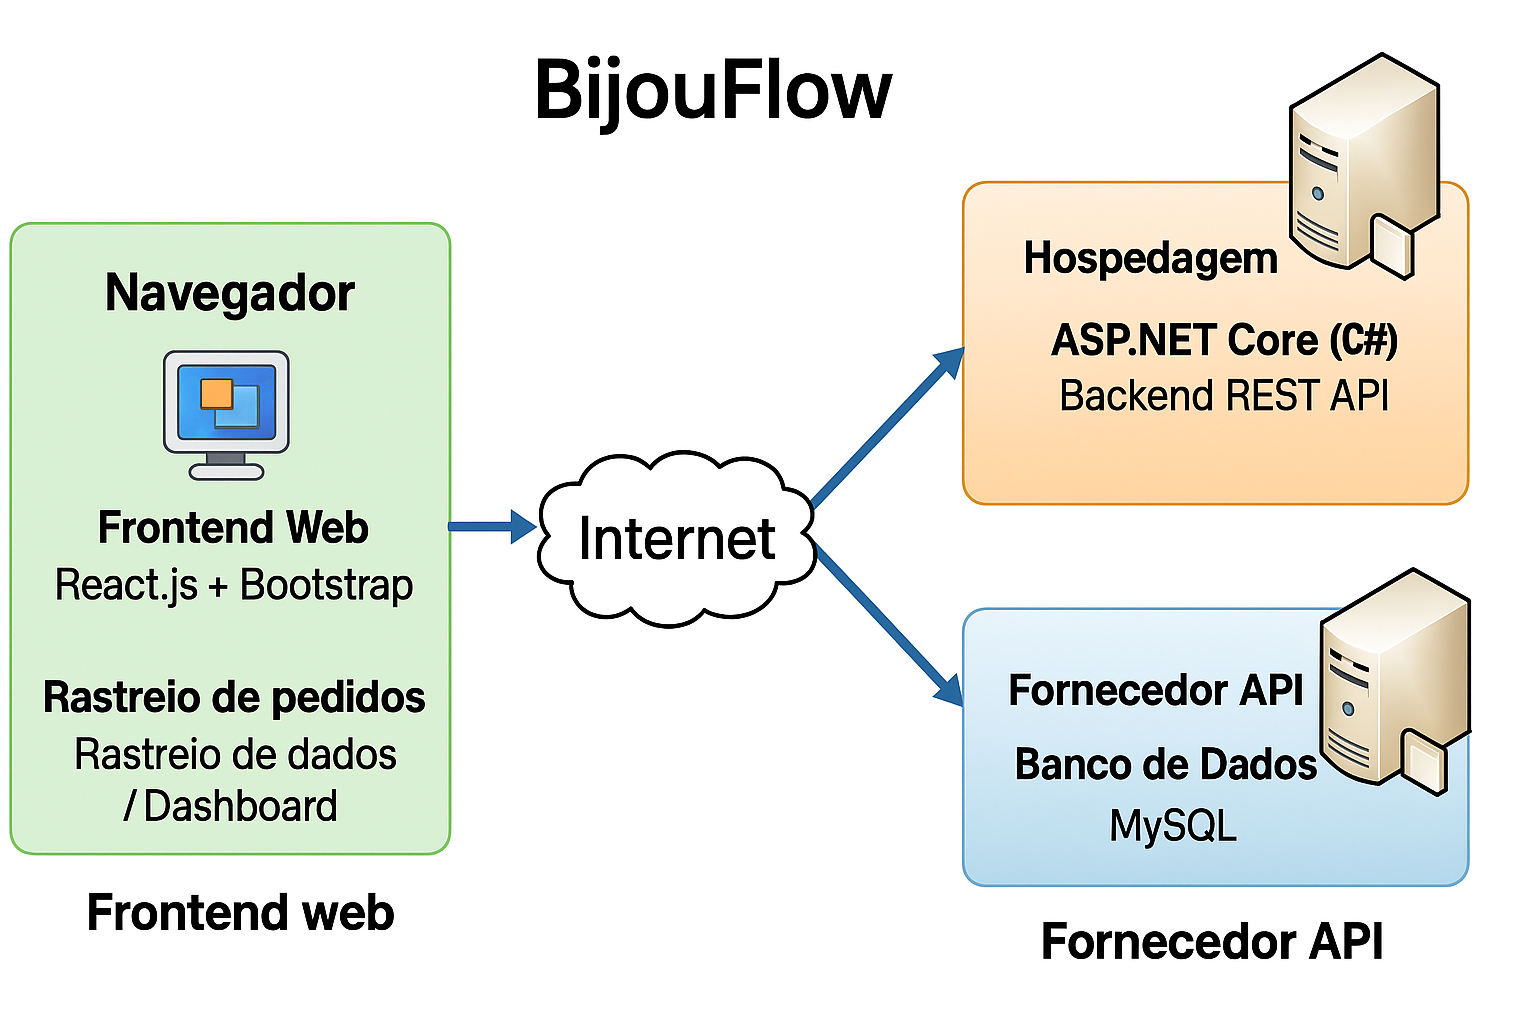 BijouFlow
Navegador
Frontend Web
React.js + Bootstrap
Rastreio de pedidos
Rastreio de dados
/ Dashboard
Frontend web
Internet
Hospedagem
ASP.NET Core (C#)
Backend REST API
Fornecedor API
Banco de Dados
MySQL
Fornecedor API